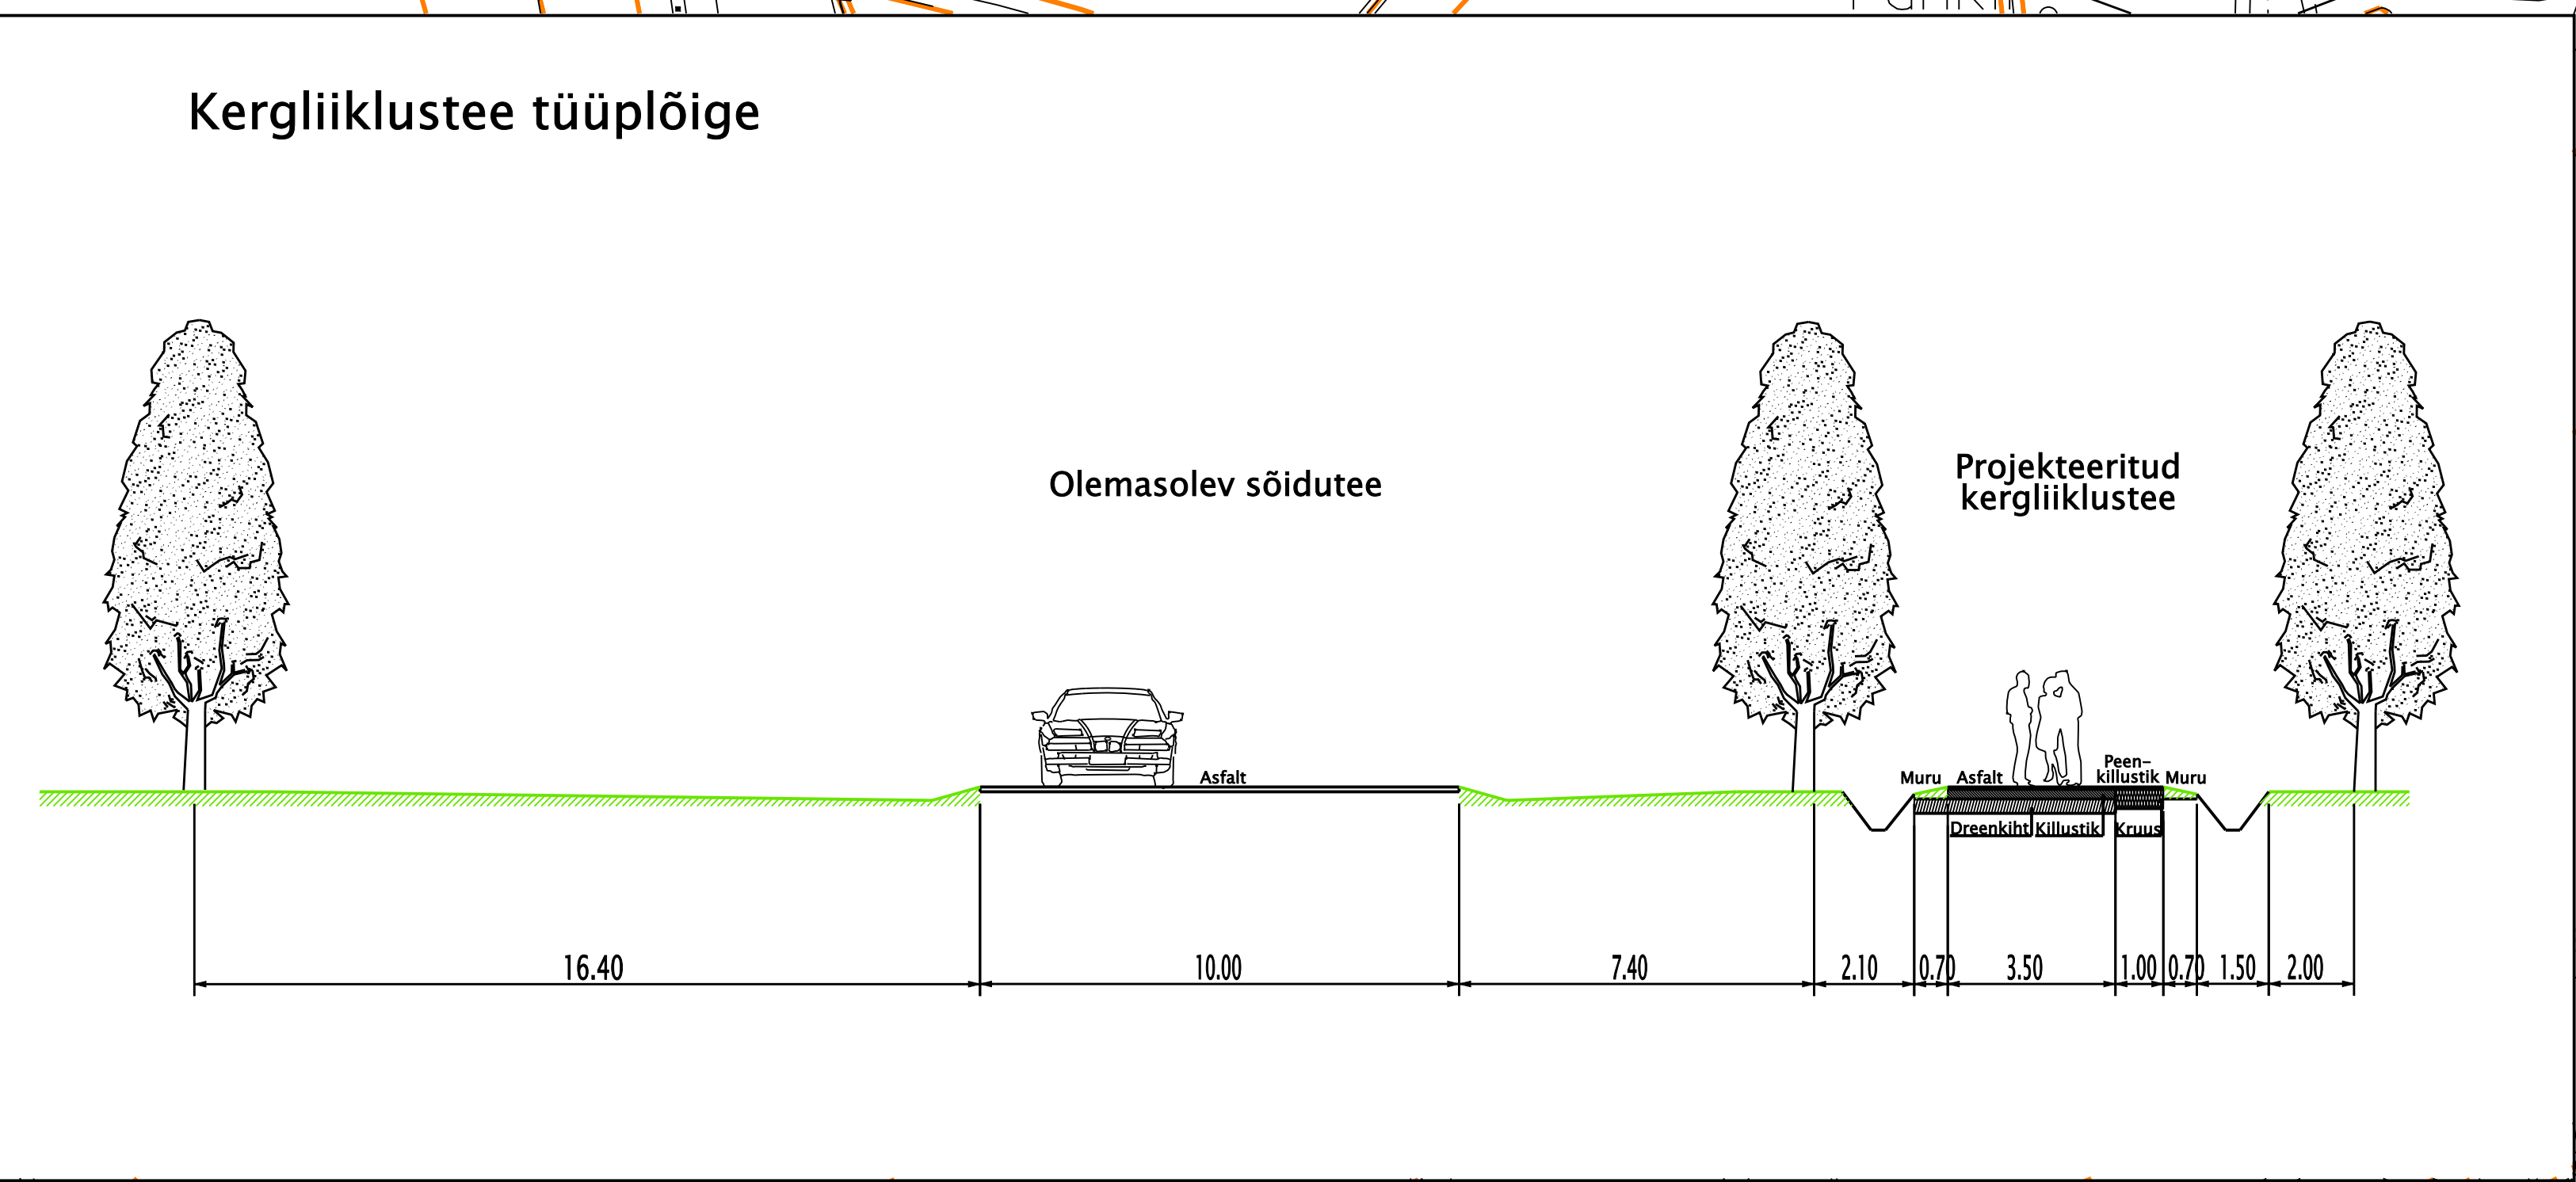 Kergliiklustee tüüplõige
Olemasolev sõidutee
Projekteeritud
kergliiklustee
Asfalt
Muru
Asfalt
Peen-
killustik
Muru
Dreenkiht
Killustik
Kruus
16.40
10.00
7.40
2.10
0.70
3.50
1.00
0.70
1.50
2.00